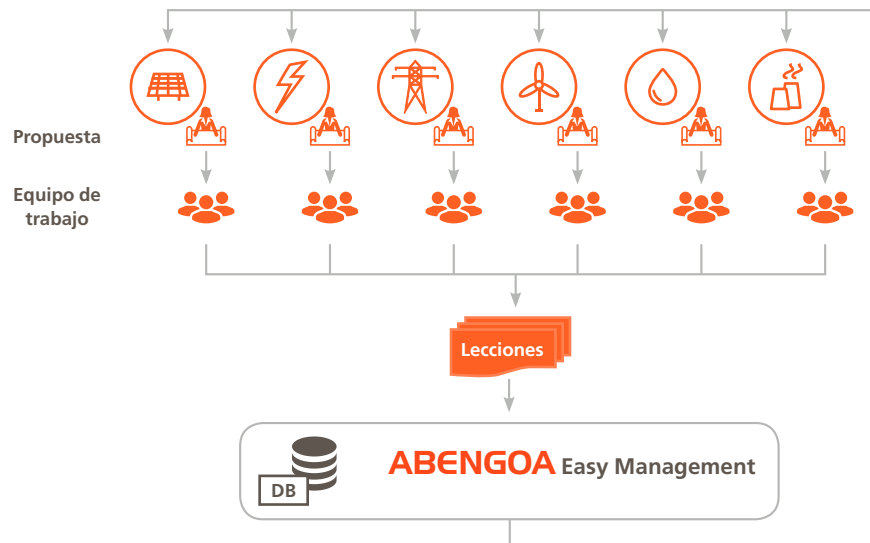 Propuesta
Equipo de
trabajo
Lecciones
DB
ABENGOA Easy Management